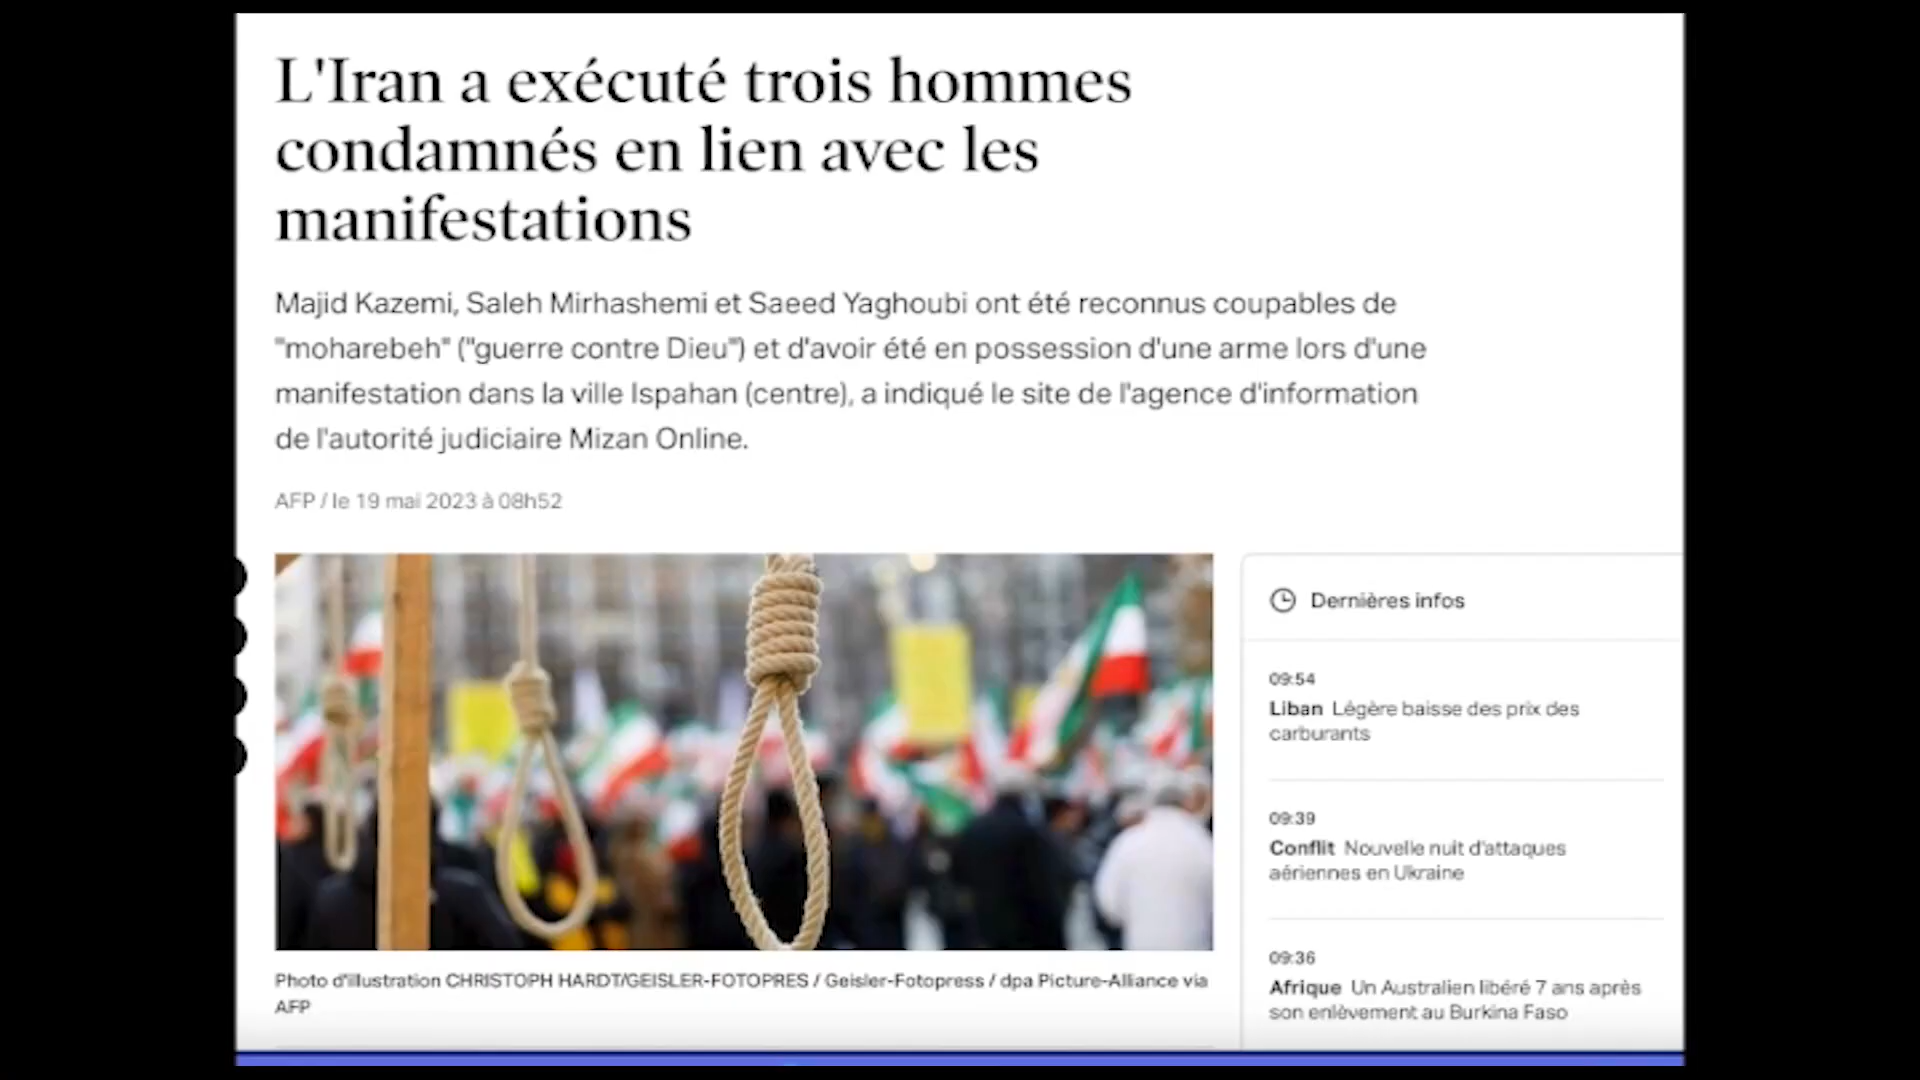 L'Iran a exécuté trois hommes
condamnés en lien avec les
manifestations
Majid Kazemi, Saleh Mirhashemi et Saeed Yaghoubi ont été reconnus coupables de
"moharebeh" ("guerre contre Dieu") et d'avoir été en possession d'une arme lors d'une
manifestation dans la ville Ispahan (centre), a indiqué le site de l'agence d'information
de l'autorité judiciaire Mizan Online.
AFP / le 19 mai 2023 à 08h52
Photo d'illustration CHRISTOPH HARDT/GEISLER-FOTOPRES / Geisler-Fotopress / dpa Picture-Alliance via
AFP
Dernières infos
09:54
Liban Légère baisse des prix des
carburants
09:39
Conflit Nouvelle nuit d'attaques
aériennes en Ukraine
09:36
Afrique Un Australien libéré 7 ans après
son enlèvement au Burkina Faso